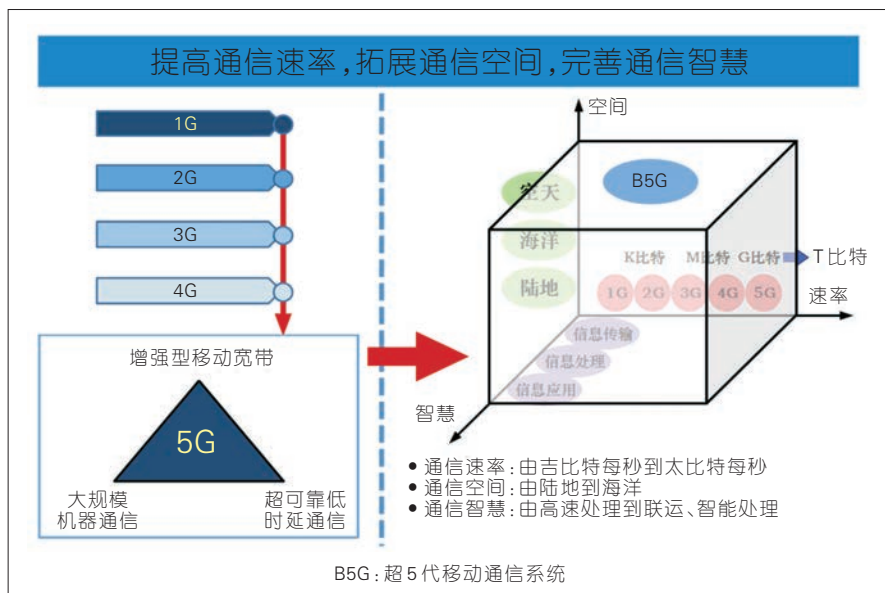 提高通信速率,拓展通信空间,完善通信智慧
1G
2G
3G
4G
增强型移动宽带
5G
大规模
机器通信
超可靠低
时延通信
空间
B5G
空天
海洋
陆地
K比特 M比特 G比特 T比特
1G 2G 3G 4G 5G
速率
信息传输
信息处理
信息应用
智慧
• 通信速率:由吉比特每秒到太比特每秒
• 通信空间:由陆地到海洋
• 通信智慧:由高速处理到联运、智能处理
B5G:超5代移动通信系统